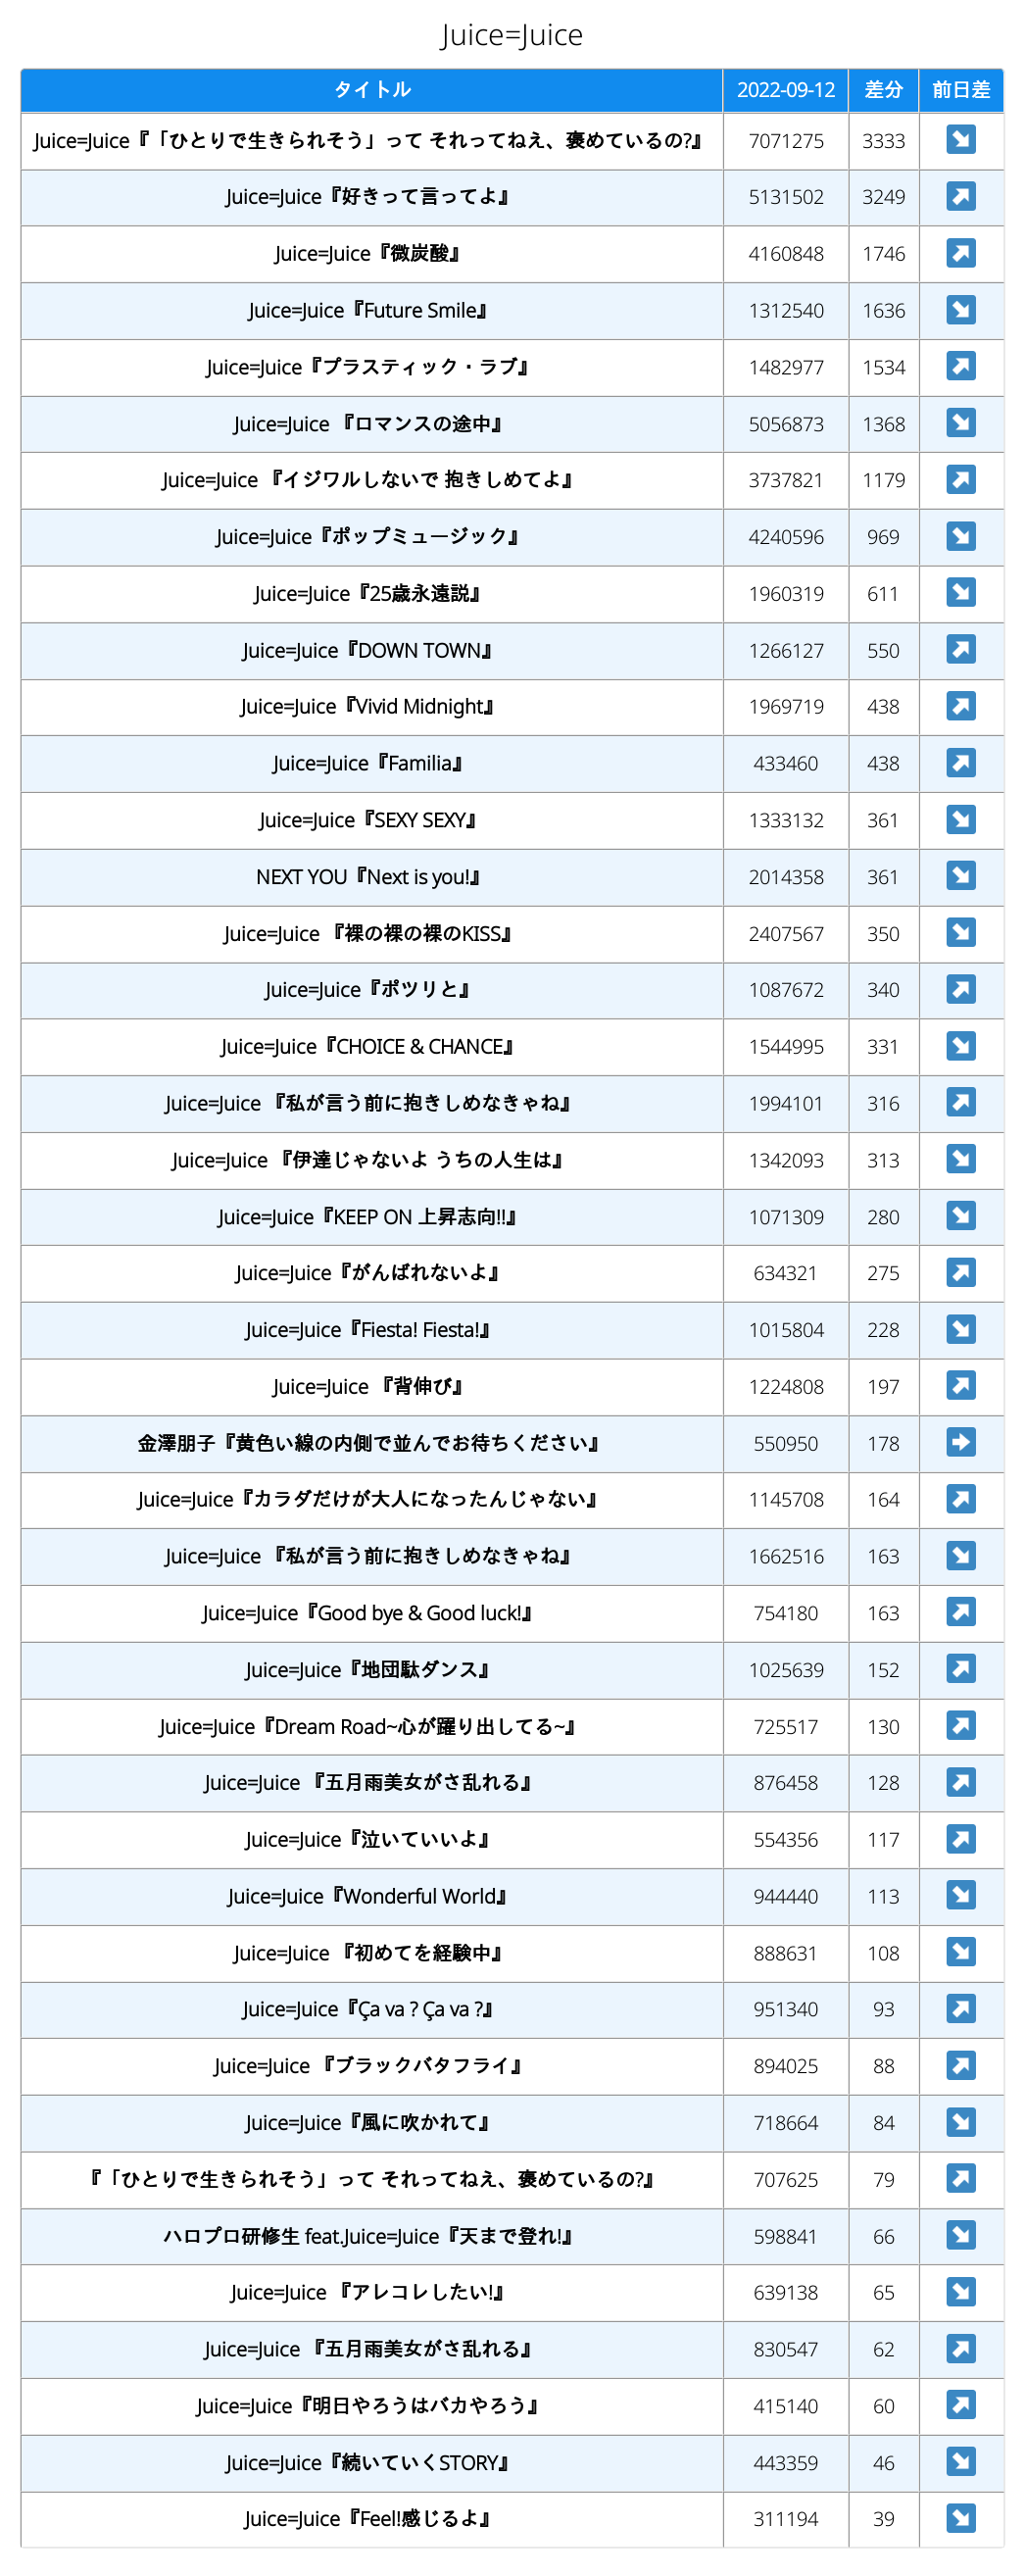 Juice=Juice
タイトル 2022-09-12 差分 前日差
Juice=Juice『「ひとりで生きられそう」って それってねえ、褒めているの?』 7071275 3333 ↘
Juice=Juice『好きって言ってよ』 5131502 3249 ↗
Juice=Juice『微炭酸』 4160848 1746 ↗
Juice=Juice『Future Smile』 1312540 1636 ↘
Juice=Juice『プラスティック・ラブ』 1482977 1534 ↗
Juice=Juice 『ロマンスの途中』 5056873 1368 ↘
Juice=Juice 『イジワルしないで 抱きしめてよ』 3737821 1179 ↗
Juice=Juice『ポップミュージック』 4240596 969 ↘
Juice=Juice『25歳永遠説』 1960319 611 ↘
Juice=Juice『DOWN TOWN』 1266127 550 ↗
Juice=Juice『Vivid Midnight』 1969719 438 ↗
Juice=Juice『Familia』 433460 438 ↗
Juice=Juice『SEXY SEXY』 1333132 361 ↘
NEXT YOU『Next is you!』 2014358 361 ↘
Juice=Juice 『裸の裸の裸のKISS』 2407567 350 ↘
Juice=Juice『ポツリと』 1087672 340 ↗
Juice=Juice『CHOICE & CHANCE』 1544995 331 ↘
Juice=Juice 『私が言う前に抱きしめなきゃね』 1994101 316 ↗
Juice=Juice 『伊達じゃないよ うちの人生は』 1342093 313 ↘
Juice=Juice『KEEP ON 上昇志向!!』 1071309 280 ↘
Juice=Juice『がんばれないよ』 634321 275 ↗
Juice=Juice『Fiesta! Fiesta!』 1015804 228 ↘
Juice=Juice 『背伸び』 1224808 197 ↗
金澤朋子『黄色い線の内側で並んでお待ちください』 550950 178 ➡
Juice=Juice『カラダだけが大人になったんじゃない』 1145708 164 ↗
Juice=Juice 『私が言う前に抱きしめなきゃね』 1662516 163 ↘
Juice=Juice『Good bye & Good luck!』 754180 163 ↗
Juice=Juice『地団駄ダンス』 1025639 152 ↗
Juice=Juice『Dream Road~心が躍り出してる~』 725517 130 ↗
Juice=Juice 『五月雨美女がさ乱れる』 876458 128 ↗
Juice=Juice『泣いていいよ』 554356 117 ↗
Juice=Juice『Wonderful World』 944440 113 ↘
Juice=Juice 『初めてを経験中』 888631 108 ↘
Juice=Juice『Ça va ? Ça va ?』 951340 93 ↗
Juice=Juice 『ブラックバタフライ』 894025 88 ↗
Juice=Juice『風に吹かれて』 718664 84 ↘
『「ひとりで生きられそう」って それってねえ、褒めているの?』 707625 79 ↗
ハロプロ研修生 feat.Juice=Juice『天まで登れ!』 598841 66 ↘
Juice=Juice 『アレコレしたい!』 639138 65 ↘
Juice=Juice 『五月雨美女がさ乱れる』 830547 62 ↗
Juice=Juice『明日やろうはバカやろう』 415140 60 ↗
Juice=Juice『続いていくSTORY』 443359 46 ↘
Juice=Juice『Feel!感じるよ』 311194 39 ↘